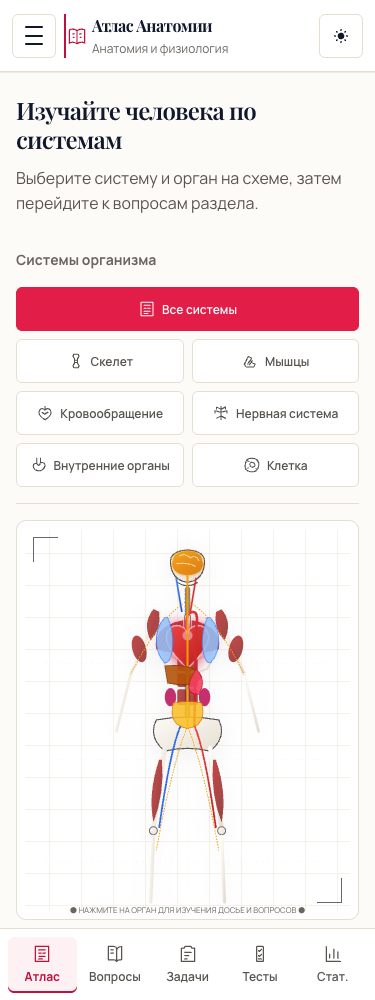 Атлас Анатомии
Анатомия и физиология
Изучайте человека по
системам
Выберите систему и орган на схеме, затем
перейдите к вопросам раздела.
Системы организма
Все системы
Скелет
Мышцы
Кровообращение
Нервная система
Внутренние органы
Клетка
● НАЖМИТЕ НА ОРГАН ДЛЯ ИЗУЧЕНИЯ ДОСЬЕ И ВОПРОСОВ ●
Атлас
Вопросы
Задачи
Тесты
Стат.